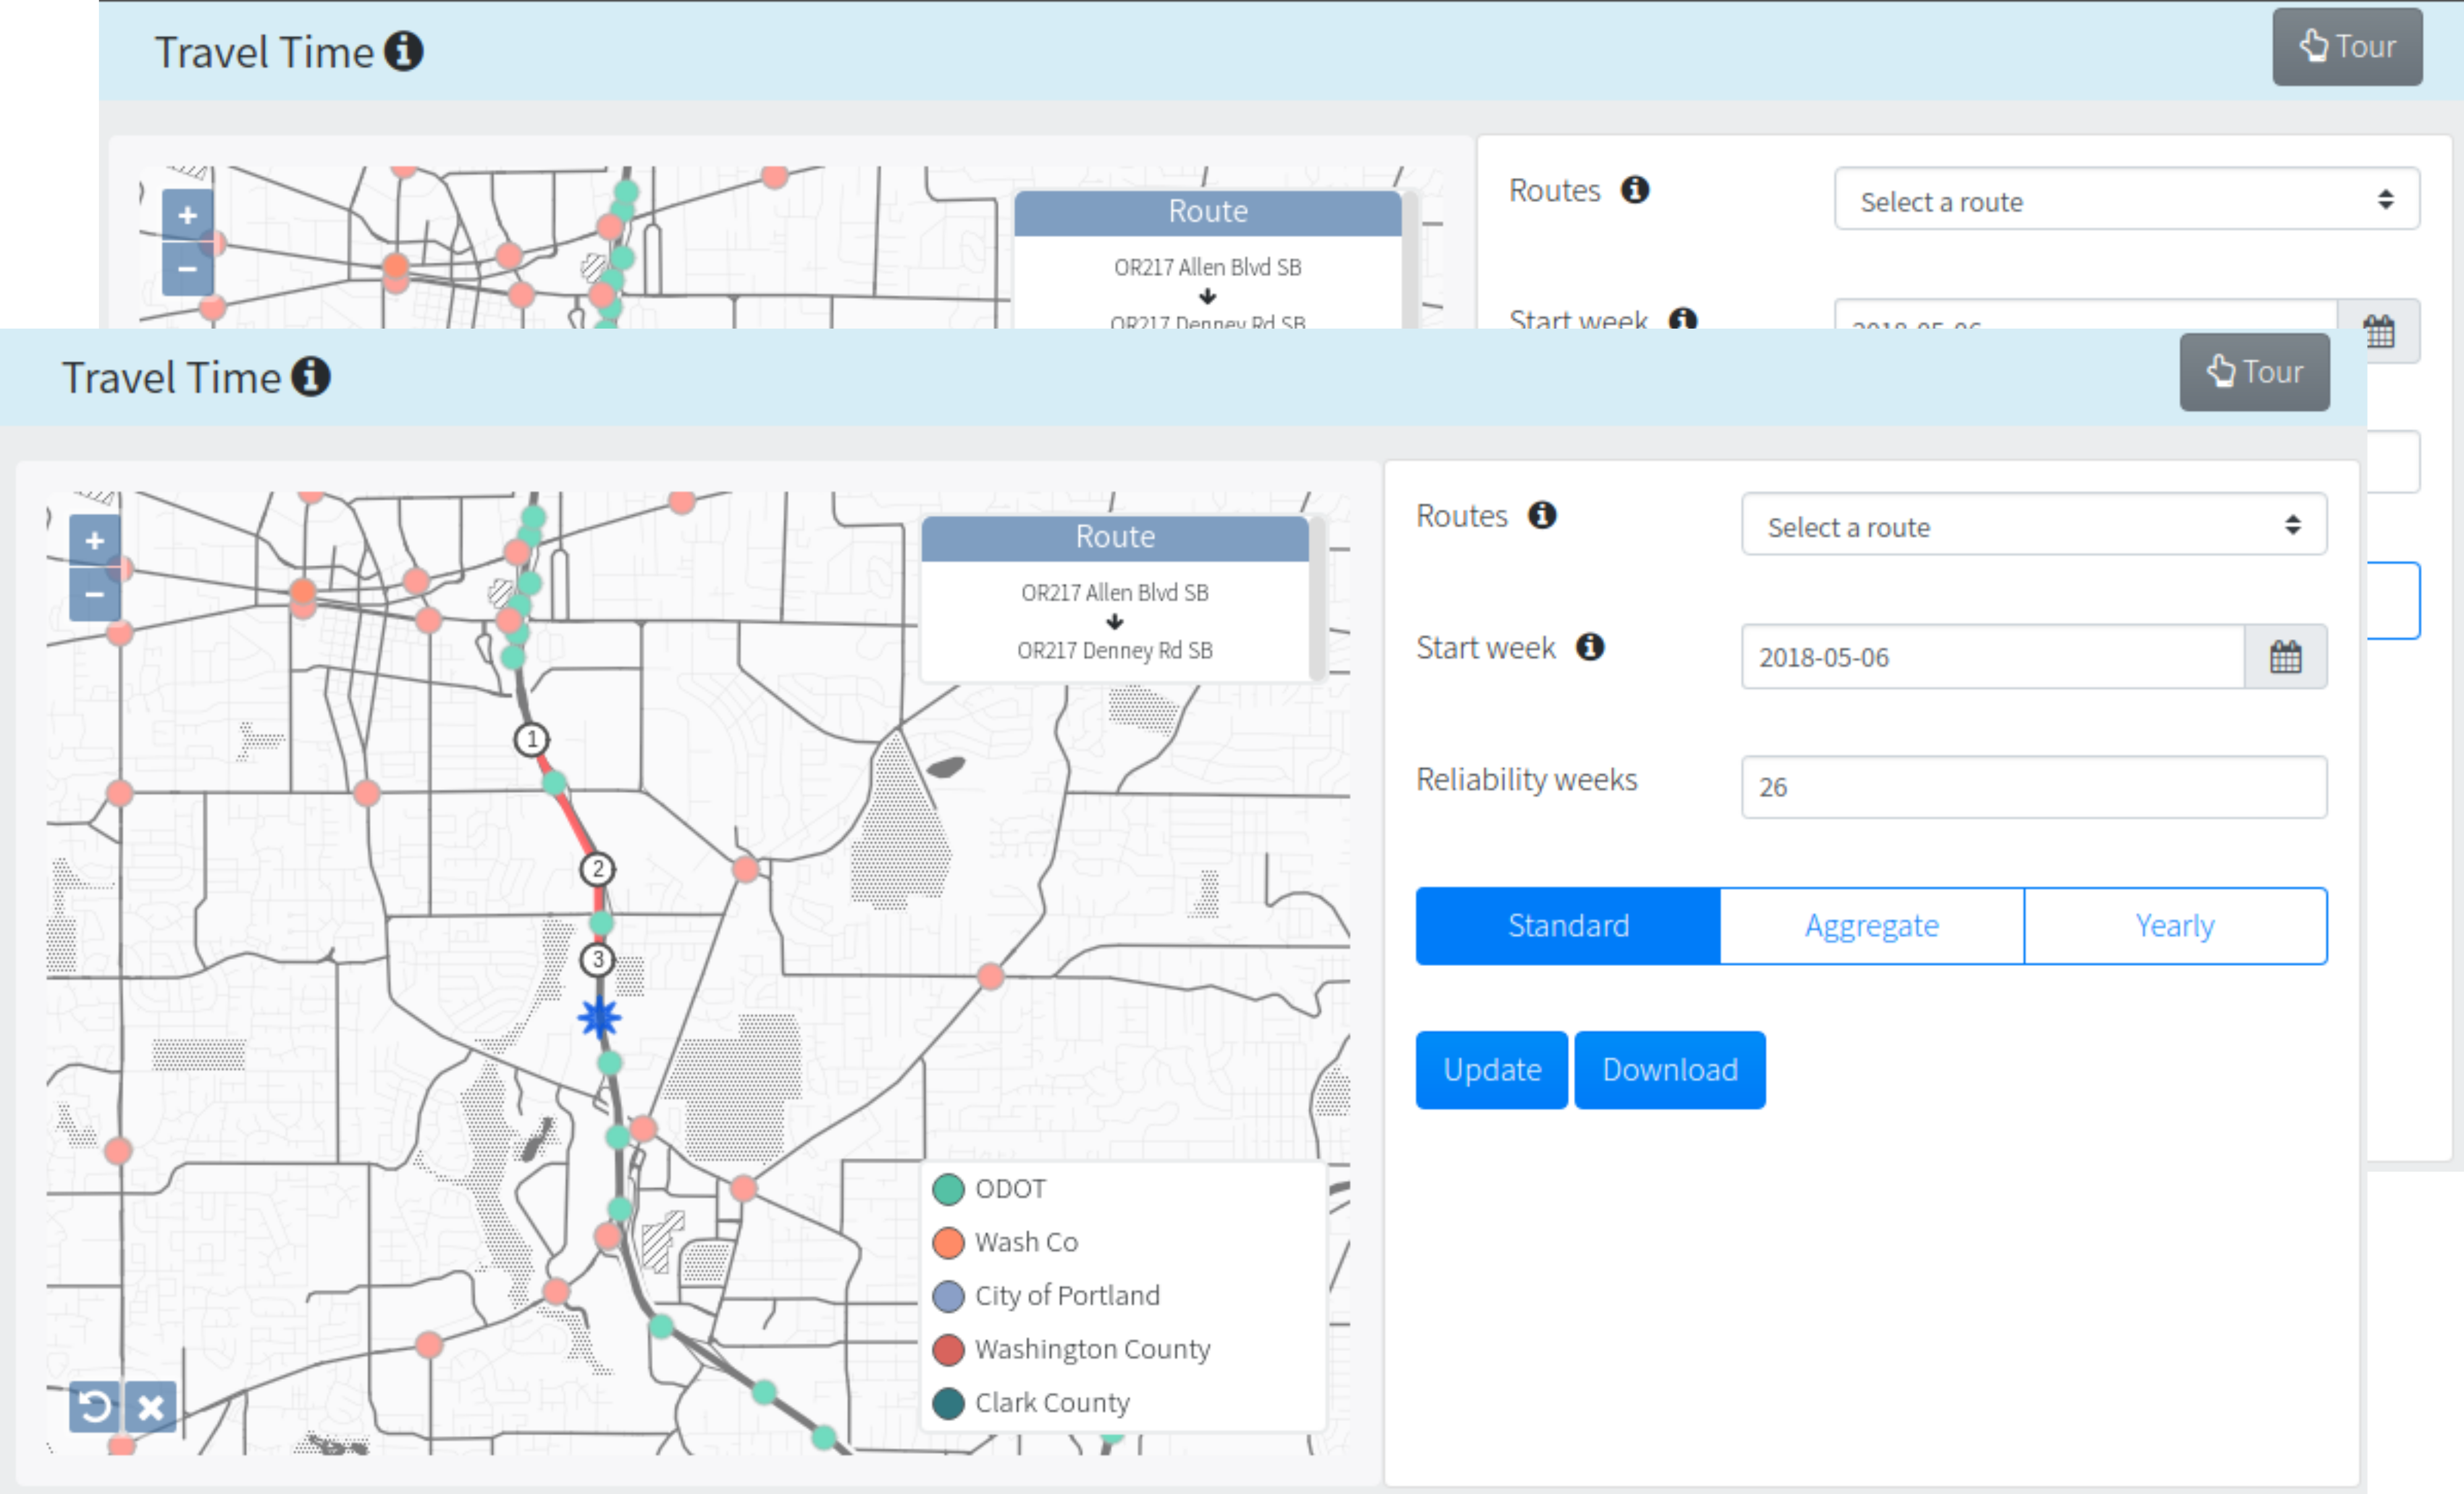 Travel Time
Tour
+
−
Route
OR217 Allen Blvd SB
OR217 Denney Rd SB
Routes
Select a route
Start week
2018-05-06
Travel Time
Tour
+
−
Route
OR217 Allen Blvd SB
OR217 Denney Rd SB
1
2
3
ODOT
Wash Co
City of Portland
Washington County
Clark County
Routes
Select a route
Start week
2018-05-06
Reliability weeks
26
Standard
Aggregate
Yearly
Update
Download